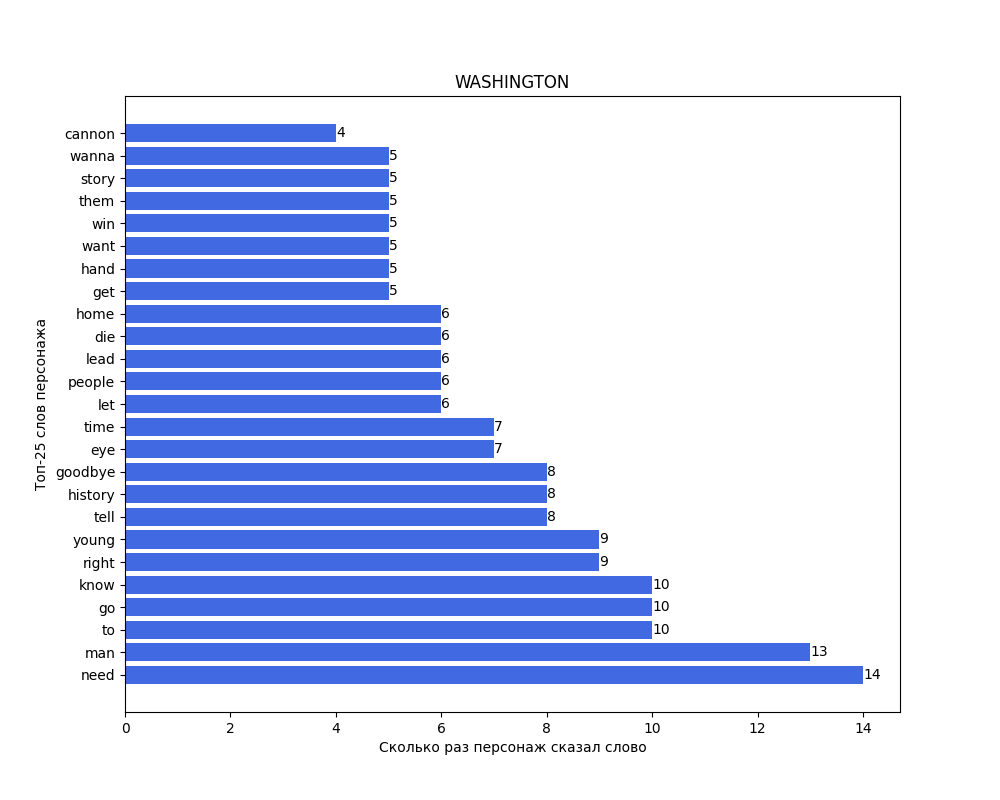 WASHINGTON
Топ-25 слов персонажа
cannon 4
wanna 5
story 5
them 5
win 5
want 5
hand 5
get 5
home 6
die 6
lead 6
people 6
let 6
time 7
eye 7
goodbye 8
history 8
tell 8
young 9
right 9
know 10
go 10
to 10
man 13
need 14
0 2 4 6 8 10 12 14
Сколько раз персонаж сказал слово